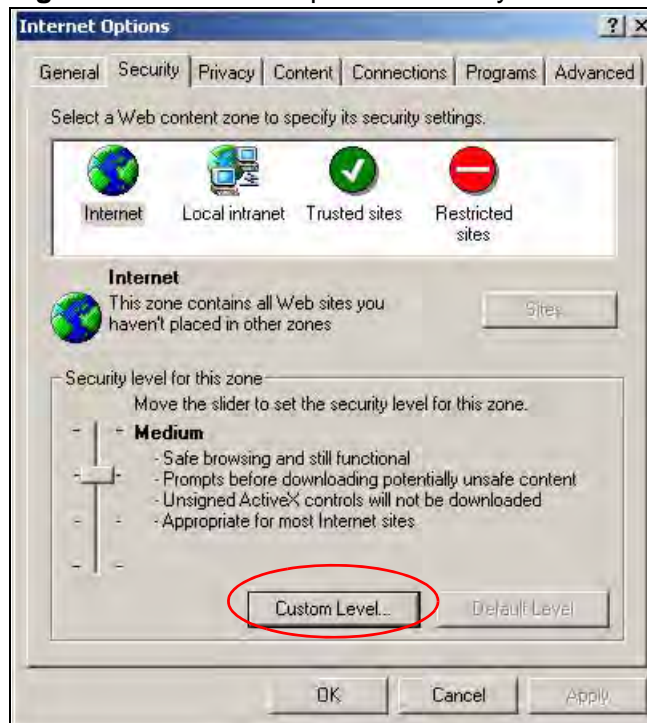 Internet Options
General Security Privacy Content Connections Programs Advanced
Select a Web content zone to specify its security settings.
Internet Local intranet Trusted sites Restricted sites
Internet
This zone contains all Web sites you
haven't placed in other zones
Sites...
Security level for this zone
Move the slider to set the security level for this zone.
Medium
- Safe browsing and still functional
- Prompts before downloading potentially unsafe content
- Unsigned ActiveX controls will not be downloaded
- Appropriate for most Internet sites
Custom Level... Default Level
OK Cancel Apply